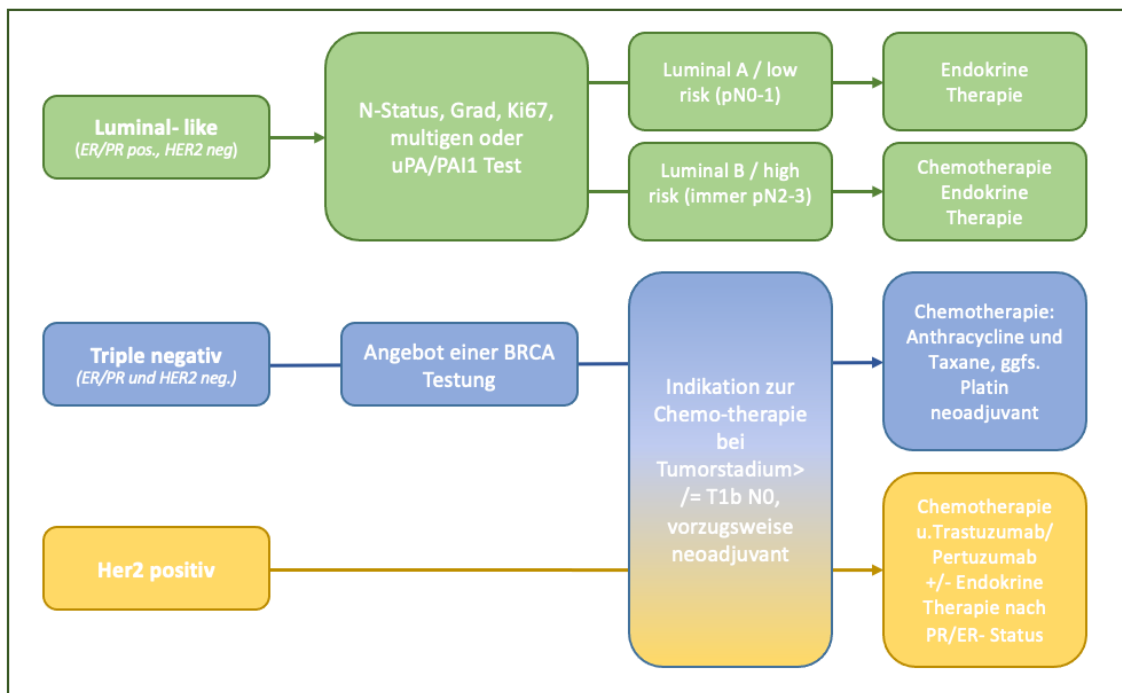 Luminal- like
(ER/PR pos., HER2 neg)
N-Status, Grad, Ki67,
multigen oder
uPA/PAI1 Test
Luminal A / low
risk (pN0-1)
Endokrine
Therapie
Luminal B / high
risk (immer pN2-3)
Chemotherapie
Endokrine
Therapie
Triple negativ
(ER/PR und HER2 neg.)
Angebot einer BRCA
Testung
Indikation zur
Chemo-therapie
bei
Tumorstadium>
/= T1b N0,
vorzugsweise
neoadjuvant
Chemotherapie:
Anthracycline und
Taxane, ggfs.
Platin
neoadjuvant
Her2 positiv
Chemotherapie
u.Trastuzumab/
Pertuzumab
+/- Endokrine
Therapie nach
PR/ER- Status